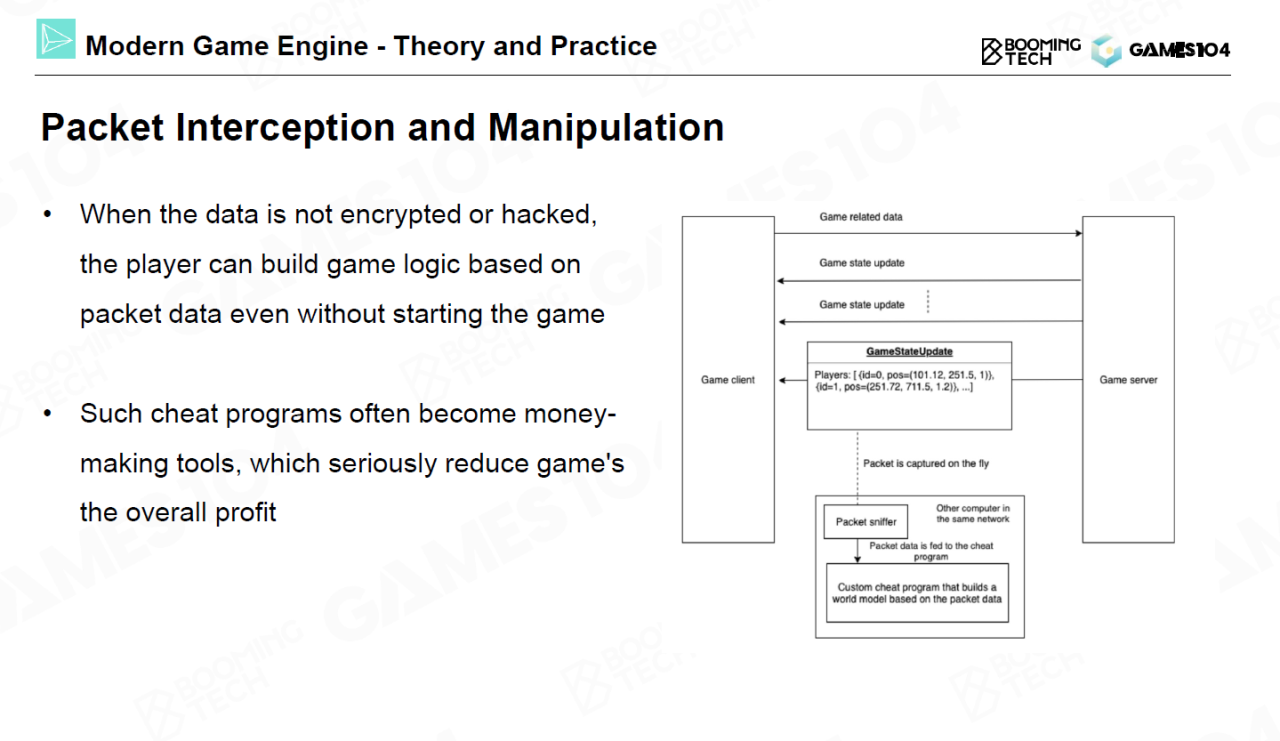 Modern Game Engine - Theory and Practice
BOOMING
TECH
GAMES104
Packet Interception and Manipulation
• When the data is not encrypted or hacked,
the player can build game logic based on
packet data even without starting the game
• Such cheat programs often become money-
making tools, which seriously reduce game's
the overall profit
Game related data
Game state update
Game state update
GameStateUpdate
Players: [ {id=0, pos=(101.12, 251.5, 1)},
{id=1, pos=(251.72, 711.5, 1.2)}, ...]
Game client
Game server
Packet is captured on the fly
Packet sniffer
Other computer in
the same network
Packet data is fed to the cheat
program
Custom cheat program that builds a
world model based on the packet data